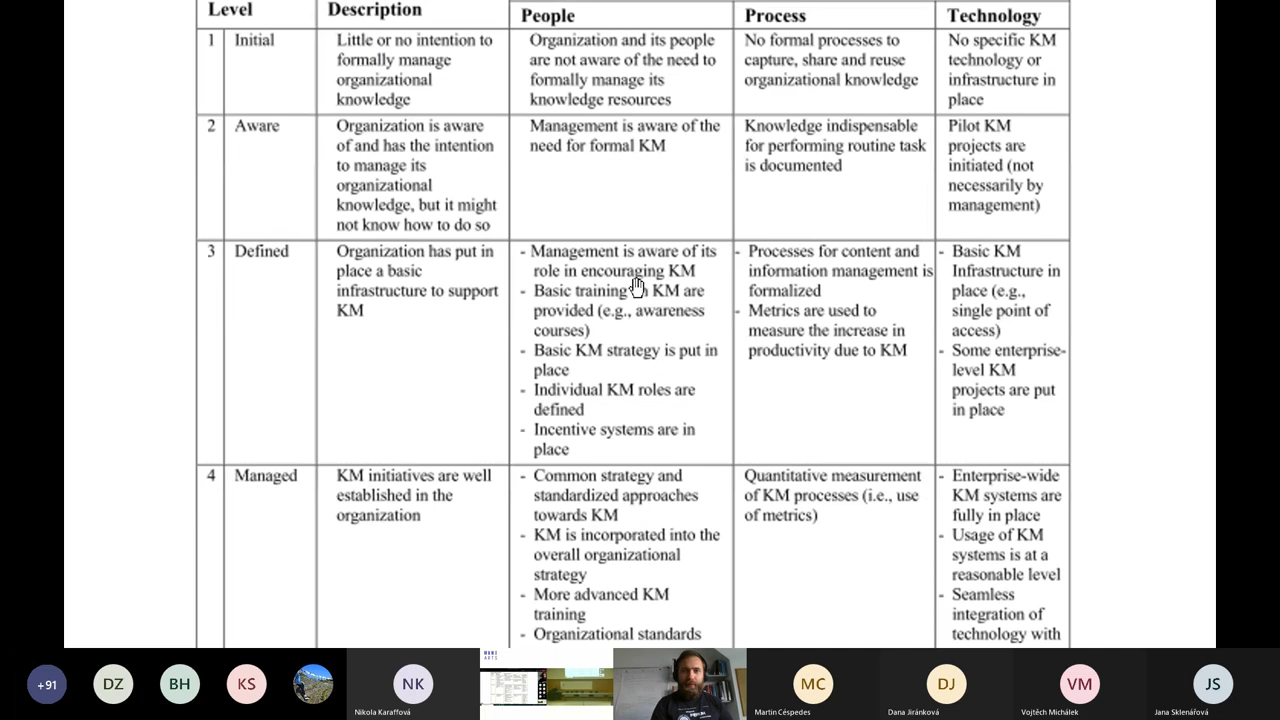 Level
Description
People
Process
Technology
1
Initial
Little or no intention to
formally manage
organizational
knowledge
Organization and its people
are not aware of the need to
formally manage its
knowledge resources
No formal processes to
capture, share and reuse
organizational knowledge
No specific KM
technology or
infrastructure in
place
2
Aware
Organization is aware
of and has the intention
to manage its
organizational
knowledge, but it might
not know how to do so
Management is aware of the
need for formal KM
Knowledge indispensable
for performing routine task
is documented
Pilot KM
projects are
initiated (not
necessarily by
management)
3
Defined
Organization has put in
place a basic
infrastructure to support
KM
- Management is aware of its
role in encouraging KM
- Basic training KM are
provided (e.g., awareness
courses)
- Basic KM strategy is put in
place
- Individual KM roles are
defined
- Incentive systems are in
place
- Processes for content and
information management is
formalized
- Metrics are used to
measure the increase in
productivity due to KM
- Basic KM
Infrastructure in
place (e.g.,
single point of
access)
- Some enterprise-
level KM
projects are put
in place
4
Managed
KM initiatives are well
established in the
organization
- Common strategy and
standardized approaches
towards KM
- KM is incorporated into the
overall organizational
strategy
- More advanced KM
training
- Organizational standards
Quantitative measurement
of KM processes (i.e., use
of metrics)
- Enterprise-wide
KM systems are
fully in place
- Usage of KM
systems is at a
reasonable level
- Seamless
integration of
technology with
+91
DZ
BH
KS
NK
Nikola Karaffová
MUNI
ARTS
MC
Martin Céspedes
DJ
Dana Jiránková
VM
Vojtěch Michálek
JS
Jana Sklenářová